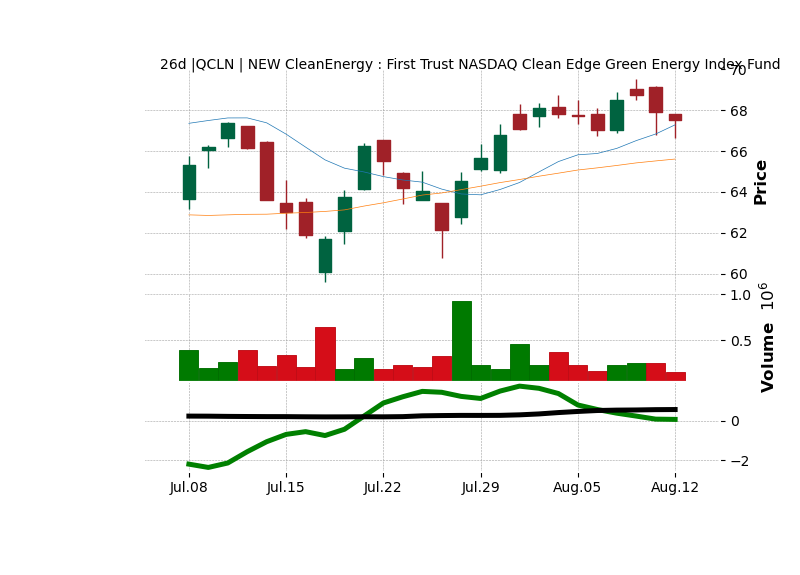 26d |QCLN | NEW CleanEnergy : First Trust NASDAQ Clean Edge Green Energy Index Fund
70
68
66
64
62
60
Price
1.0
0.5
Volume 10^6
0
−2
Jul.08 Jul.15 Jul.22 Jul.29 Aug.05 Aug.12